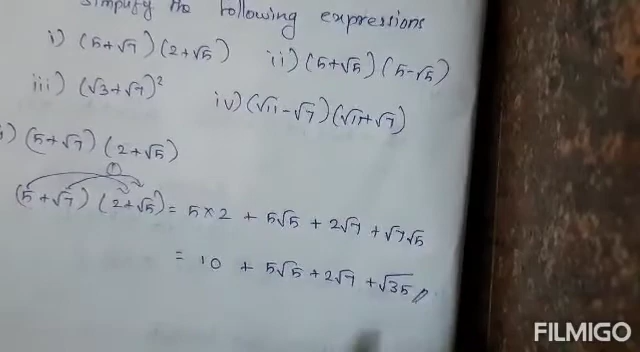 Simplify the following expressions
i) (5+√7)(2+√5) ii) (5+√5)(5-√5)
iii) (√3+√7)² iv) (√11-√7)(√11+√7)
) (5+√7)(2+√5)
(5+√7)(2+√5) = 5×2 + 5√5 + 2√7 + √7√5
= 10 + 5√5 + 2√7 + √35 //
FILMIGO